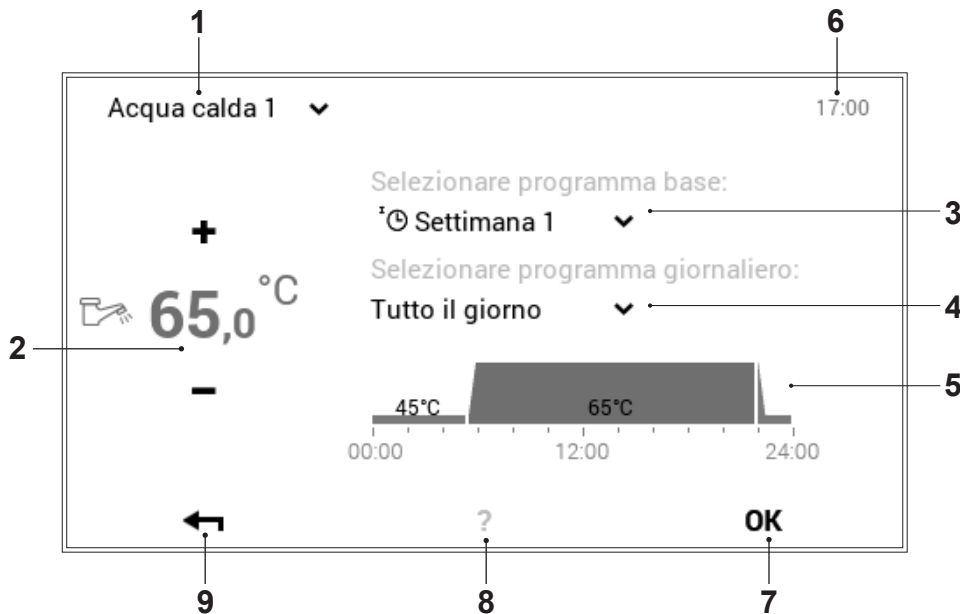 1
6
Acqua calda 1
17:00
Selezionare programma base:
I Settimana 1
3
+
Selezionare programma giornaliero:
65,0 °C
Tutto il giorno
4
2
−
45°C
65°C
5
00:00
12:00
24:00
?
OK
9
8
7